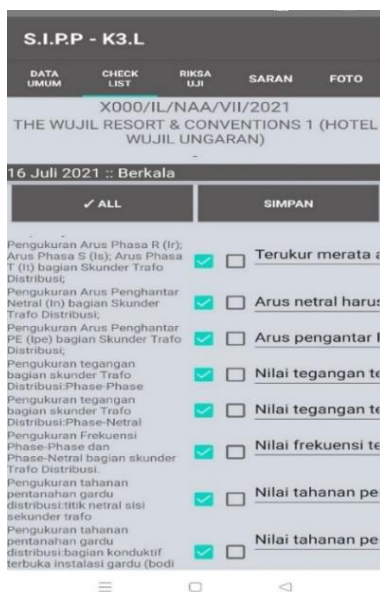 S.I.P.P - K3.L
DATA UMUM
CHECK LIST
RIKSA UJI
SARAN
FOTO
X000/IL/NAA/VII/2021
THE WUJIL RESORT & CONVENTIONS 1 (HOTEL
WUJIL UNGARAN)
-
16 Juli 2021 :: Berkala
✓ ALL
SIMPAN
Pengukuran Arus Phasa R (Ir);
Arus Phasa S (Is); Arus Phasa
T (It) bagian Skunder Trafo
Distribusi;
Terukur merata a
Pengukuran Arus Penghantar
Netral (In) bagian Skunder
Trafo Distribusi;
Arus netral harus
Pengukuran Arus Penghantar
PE (Ipe) bagian Skunder Trafo
Distribusi;
Arus pengantar
Pengukuran tegangan
bagian skunder Trafo
Distribusi:Phase-Phase
Nilai tegangan te
Pengukuran tegangan
bagian skunder Trafo
Distribusi:Phase-Netral
Nilai tegangan te
Pengukuran Frekuensi
Phase-Phase dan
Phase-Netral bagian skunder
Trafo Distribusi.
Nilai frekuensi te
Pengukuran tahanan
pentanahan gardu
distribusi:titik netral sisi
sekunder trafo
Nilai tahanan pe
Pengukuran tahanan
pentanahan gardu
distribusi:bagian konduktif
terbuka instalasi gardu (bodi
Nilai tahanan pe